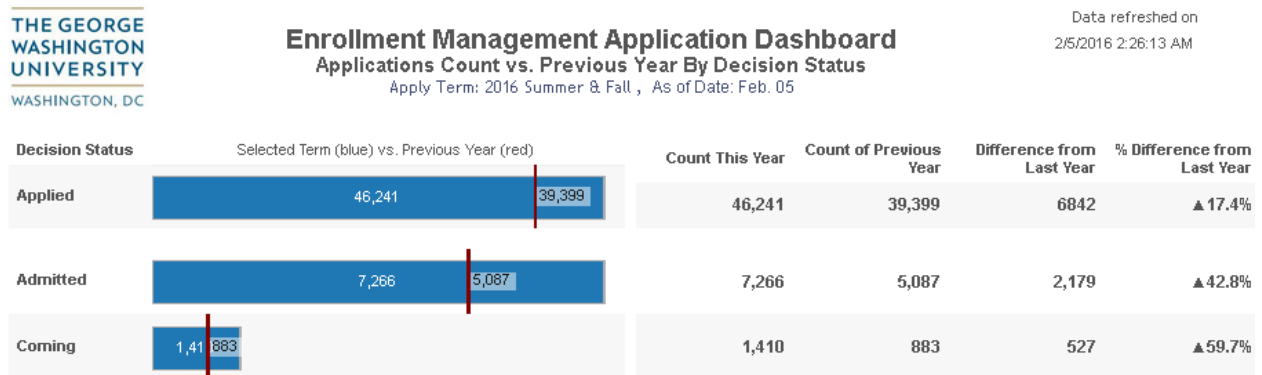 THE GEORGE
WASHINGTON
UNIVERSITY
WASHINGTON, DC
Enrollment Management Application Dashboard
Applications Count vs. Previous Year By Decision Status
Apply Term: 2016 Summer & Fall , As of Date: Feb. 05
Data refreshed on
2/5/2016 2:26:13 AM
Decision Status Selected Term (blue) vs. Previous Year (red) Count This Year Count of Previous Year Difference from Last Year % Difference from Last Year
Applied 46,241 39,399 46,241 39,399 6842 ▲17.4%
Admitted 7,266 5,087 7,266 5,087 2,179 ▲42.8%
Coming 1,41 883 1,410 883 527 ▲59.7%